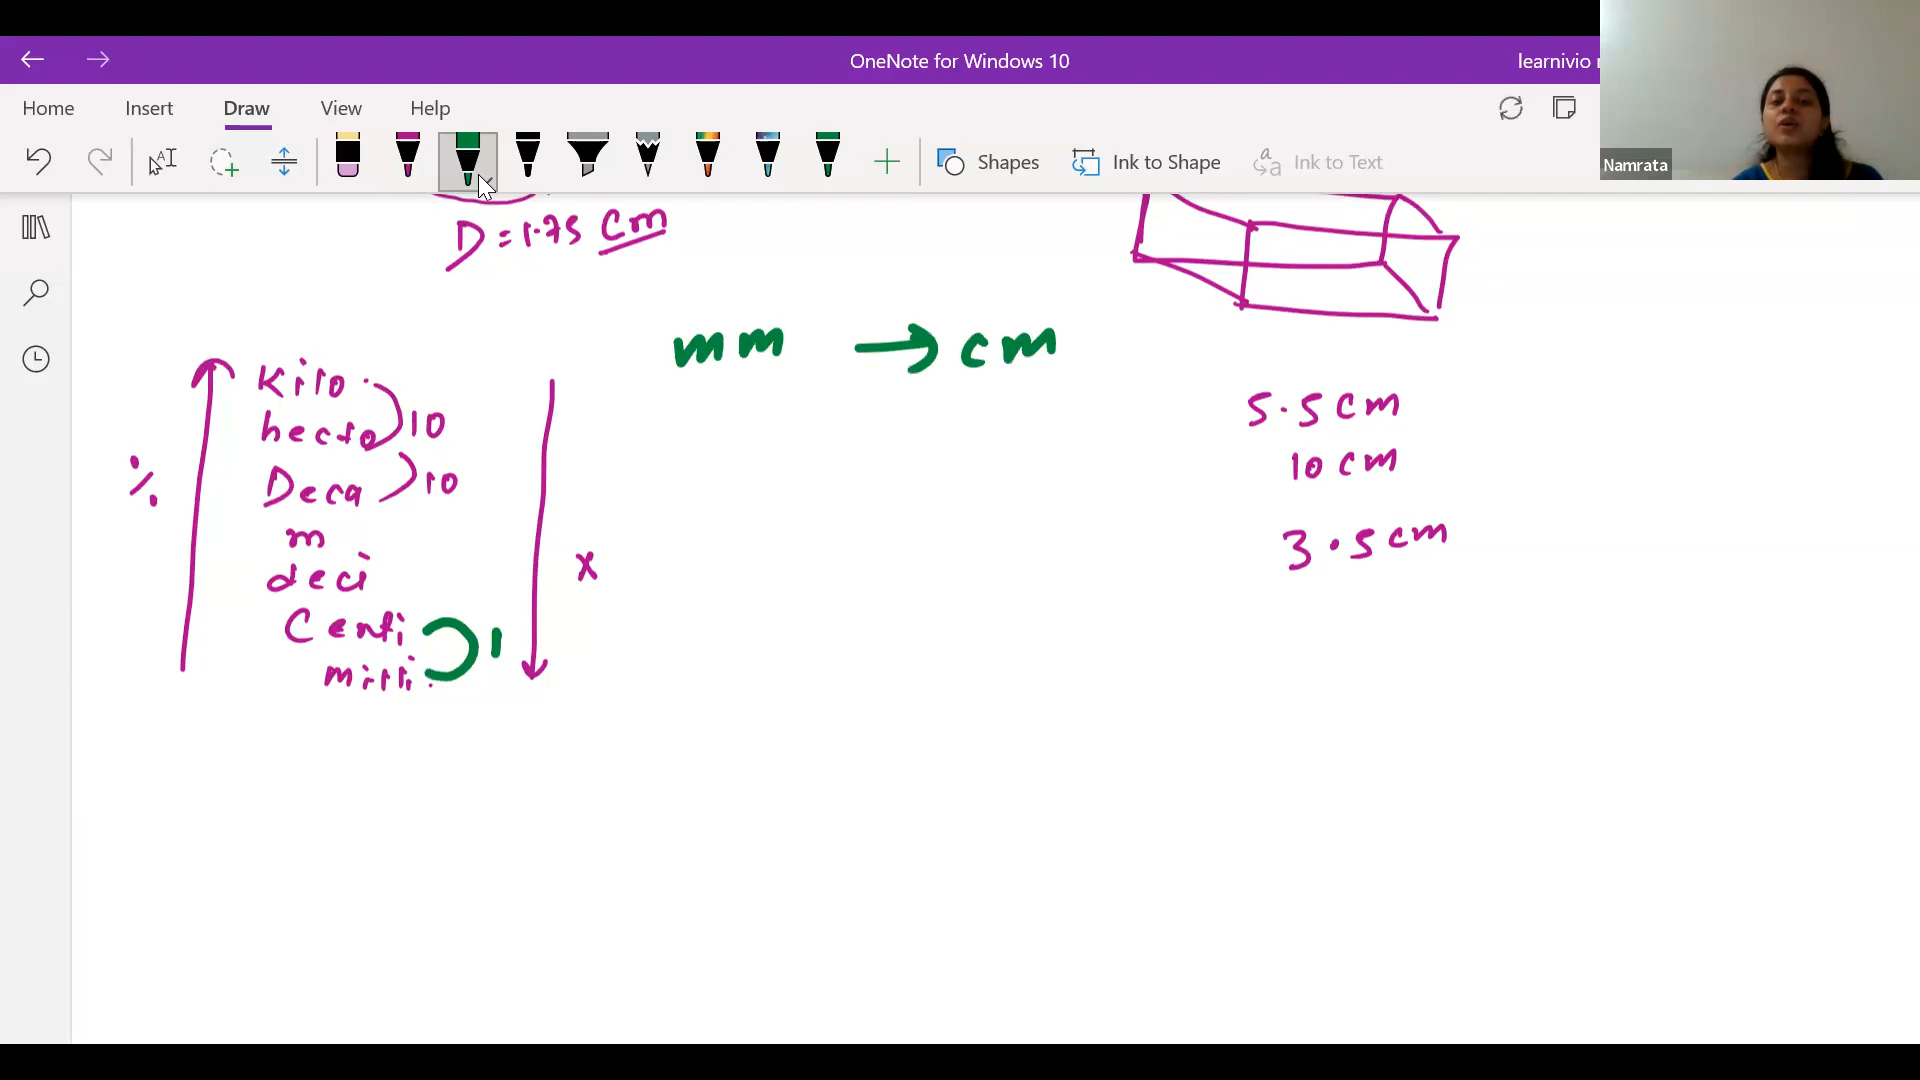 OneNote for Windows 10
learnivio
Home Insert Draw View Help
Shapes Ink to Shape Ink to Text
Namrata
D = 1.75 cm
mm → cm
Kilo
hecto 10
Deca 10
m
deci
Centi
milli
1
%
x
5.5 cm
10 cm
3.5 cm